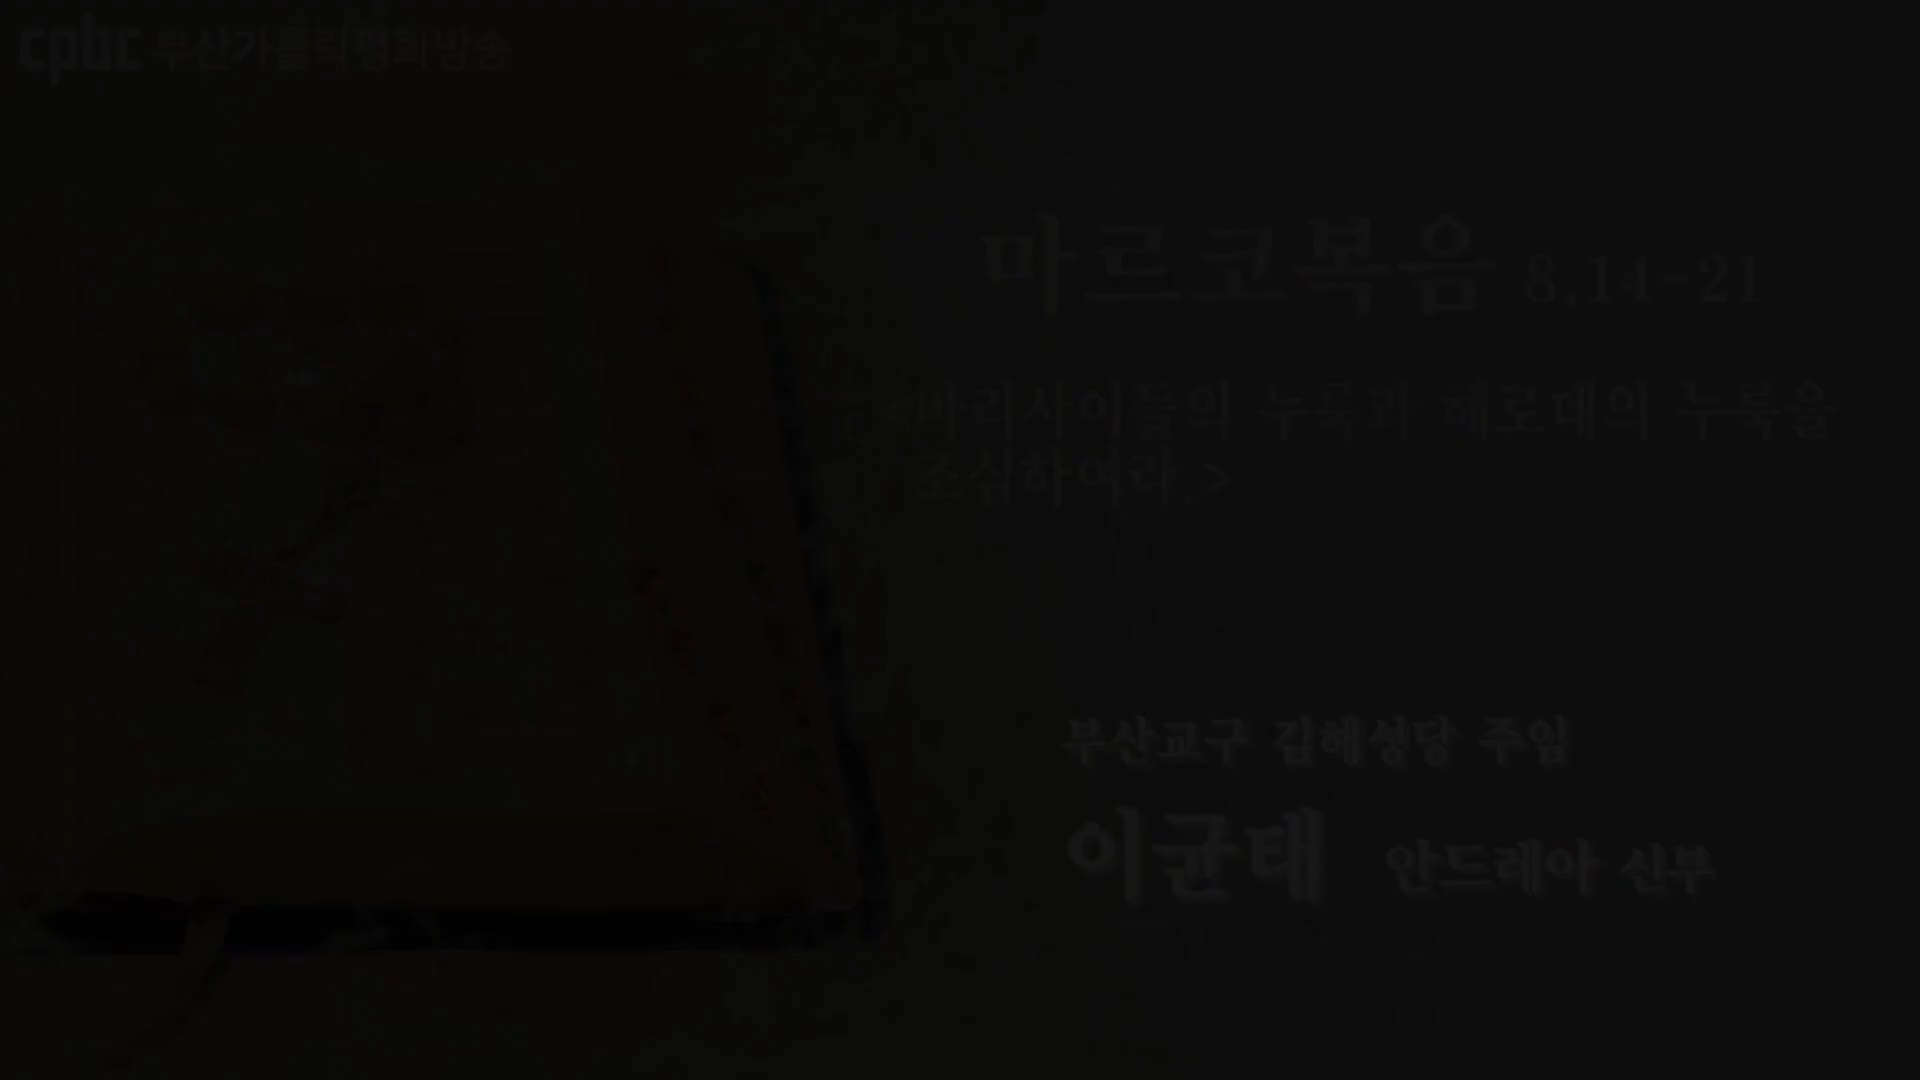 cpbc 부산가톨릭평화방송
마르코복음 8,14-21
<바리사이들의 누룩과 헤로데의 누룩을
조심하여라.>
부산교구 김해성당 주임
이균태 안드레아 신부